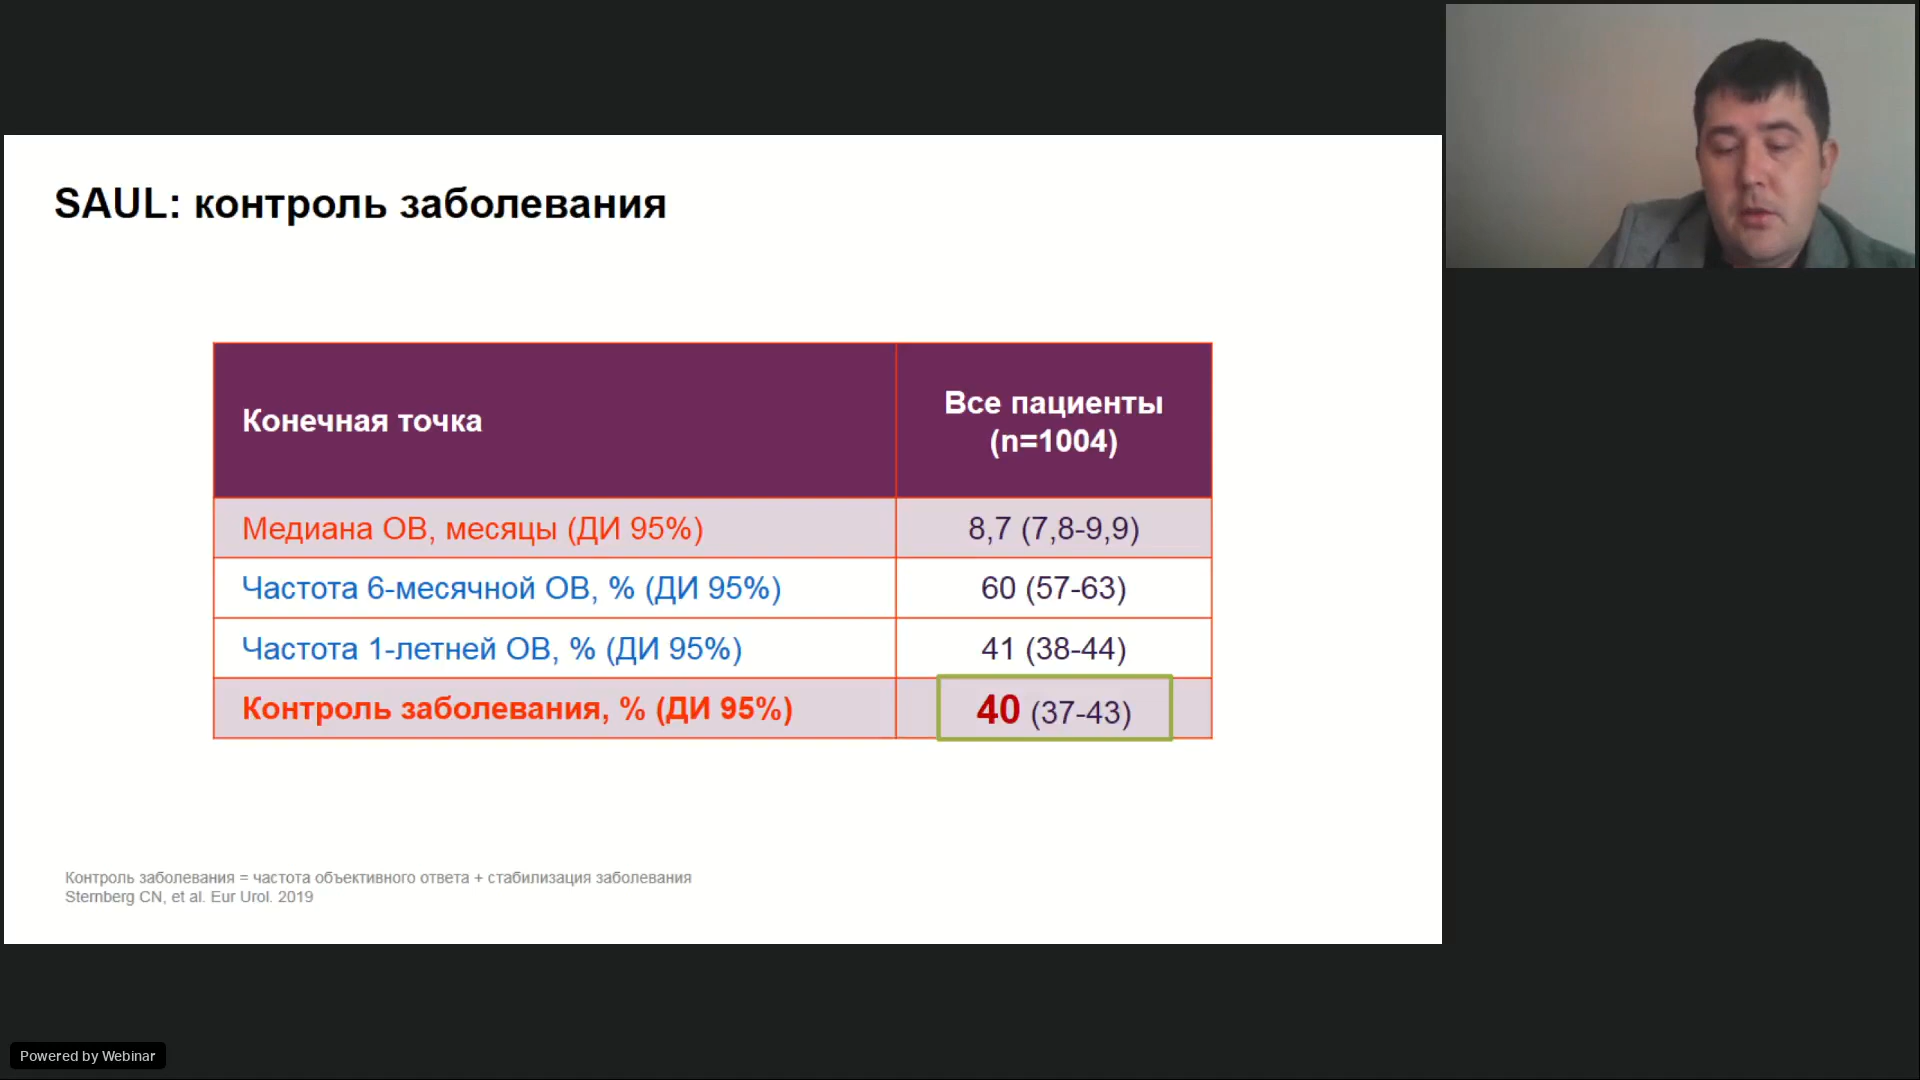 SAUL: контроль заболевания
Конечная точка
Все пациенты
(n=1004)
Медиана ОВ, месяцы (ДИ 95%)
8,7 (7,8-9,9)
Частота 6-месячной ОВ, % (ДИ 95%)
60 (57-63)
Частота 1-летней ОВ, % (ДИ 95%)
41 (38-44)
Контроль заболевания, % (ДИ 95%)
40 (37-43)
Контроль заболевания = частота объективного ответа + стабилизация заболевания
Sternberg CN, et al. Eur Urol. 2019
Powered by Webinar